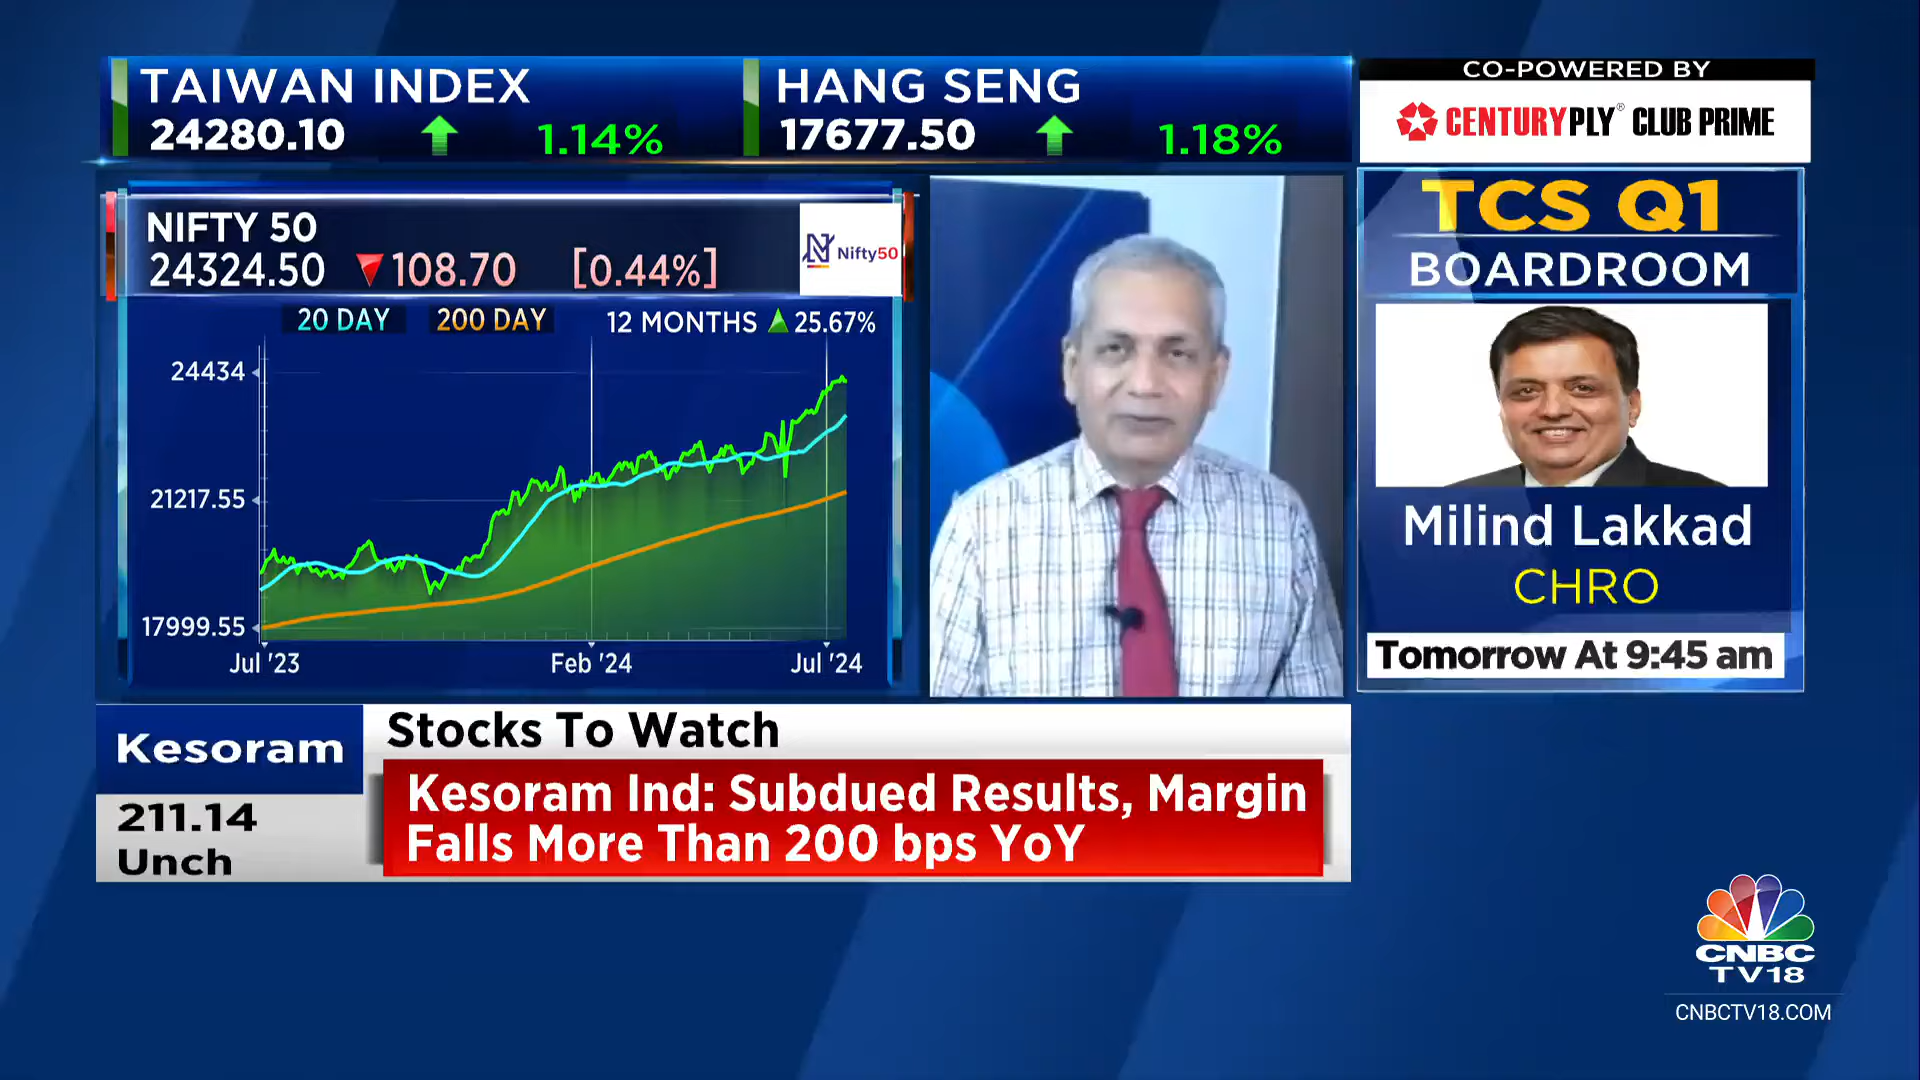 TAIWAN INDEX
24280.10 1.14%
HANG SENG
17677.50 1.18%
CO-POWERED BY
CENTURYPLY® CLUB PRIME
NIFTY 50
24324.50 ▼108.70 [0.44%]
Nifty50
20 DAY 200 DAY 12 MONTHS ▲ 25.67%
24434
21217.55
17999.55
Jul '23 Feb '24 Jul '24
TCS Q1
BOARDROOM
Milind Lakkad
CHRO
Tomorrow At 9:45 am
Kesoram
211.14
Unch
Stocks To Watch
Kesoram Ind: Subdued Results, Margin
Falls More Than 200 bps YoY
CNBC
TV18
CNBCTV18.COM